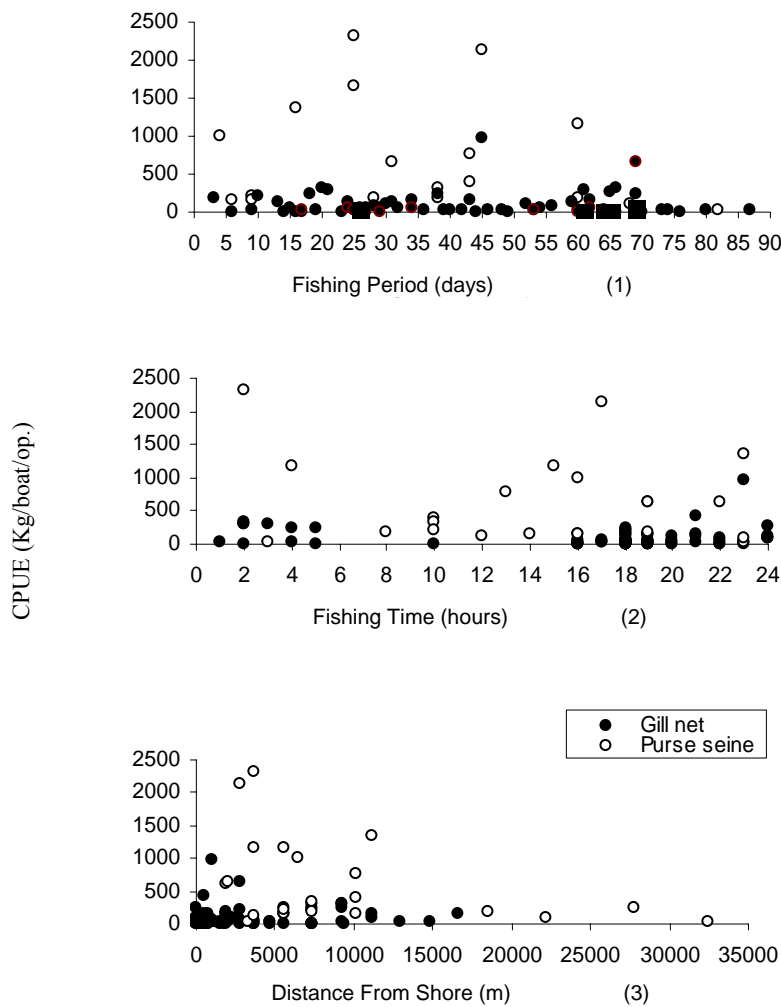 2500
2000
1500
1000
500
0
0 5 10 15 20 25 30 35 40 45 50 55 60 65 70 75 80 85 90
Fishing Period (days) (1)
CPUE (Kg/boat/op.)
2500
2000
1500
1000
500
0
0 2 4 6 8 10 12 14 16 18 20 22 24
Fishing Time (hours) (2)
Gill net
Purse seine
2500
2000
1500
1000
500
0
0 5000 10000 15000 20000 25000 30000 35000
Distance From Shore (m) (3)